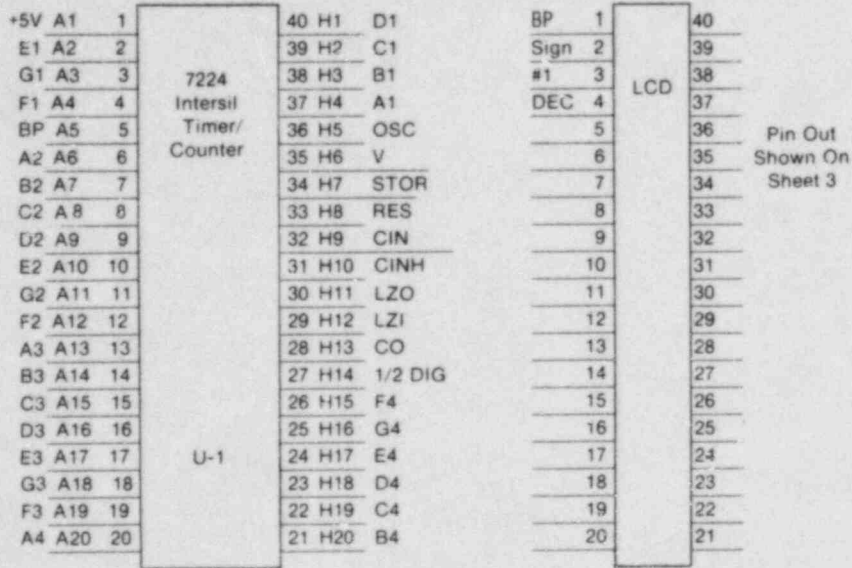 +5V A1 1 40 H1 D1 BP 1 40
E1 A2 2 39 H2 C1 Sign 2 39
G1 A3 3 7224 38 H3 B1 #1 3 LCD 38
F1 A4 4 Intersil 37 H4 A1 DEC 4 37
BP A5 5 Timer/ 36 H5 OSC 5 36 Pin Out
A2 A6 6 Counter 35 H6 V 6 35 Shown On
B2 A7 7 34 H7 STOR 7 34 Sheet 3
C2 A8 8 33 H8 RES 8 33
D2 A9 9 32 H9 CIN 9 32
E2 A10 10 31 H10 CINH 10 31
G2 A11 11 30 H11 LZO 11 30
F2 A12 12 29 H12 LZI 12 29
A3 A13 13 28 H13 CO 13 28
B3 A14 14 27 H14 1/2 DIG 14 27
C3 A15 15 26 H15 F4 15 26
D3 A16 16 25 H16 G4 16 25
E3 A17 17 U-1 24 H17 E4 17 24
G3 A18 18 23 H18 D4 18 23
F3 A19 19 22 H19 C4 19 22
A4 A20 20 21 H20 B4 20 21